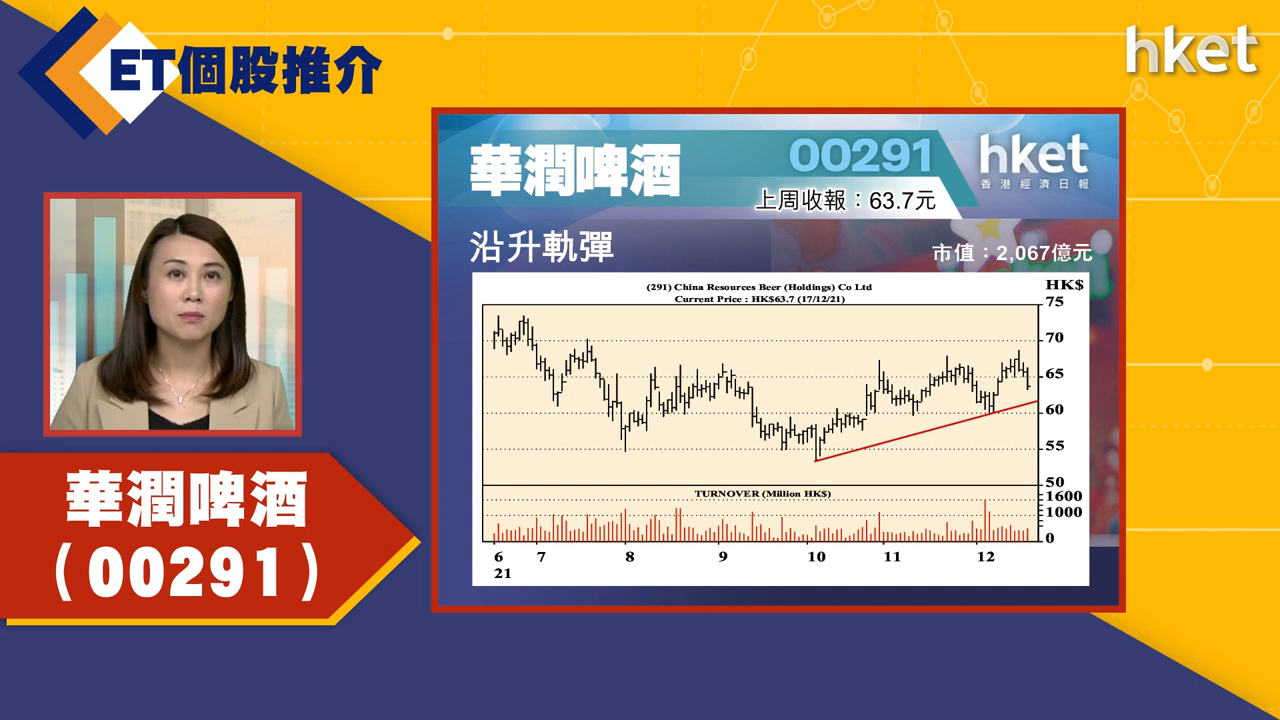 ET個股推介
hket
華潤啤酒
00291
hket
香港經濟日報
上周收報：63.7元
沿升軌彈
市值：2,067億元
(291) China Resources Beer (Holdings) Co Ltd
Current Price : HK$63.7 (17/12/21)
HK$
75
70
65
60
55
50
TURNOVER (Million HK$)
1600
1000
0
6 7 8 9 10 11 12
21
華潤啤酒
（00291）